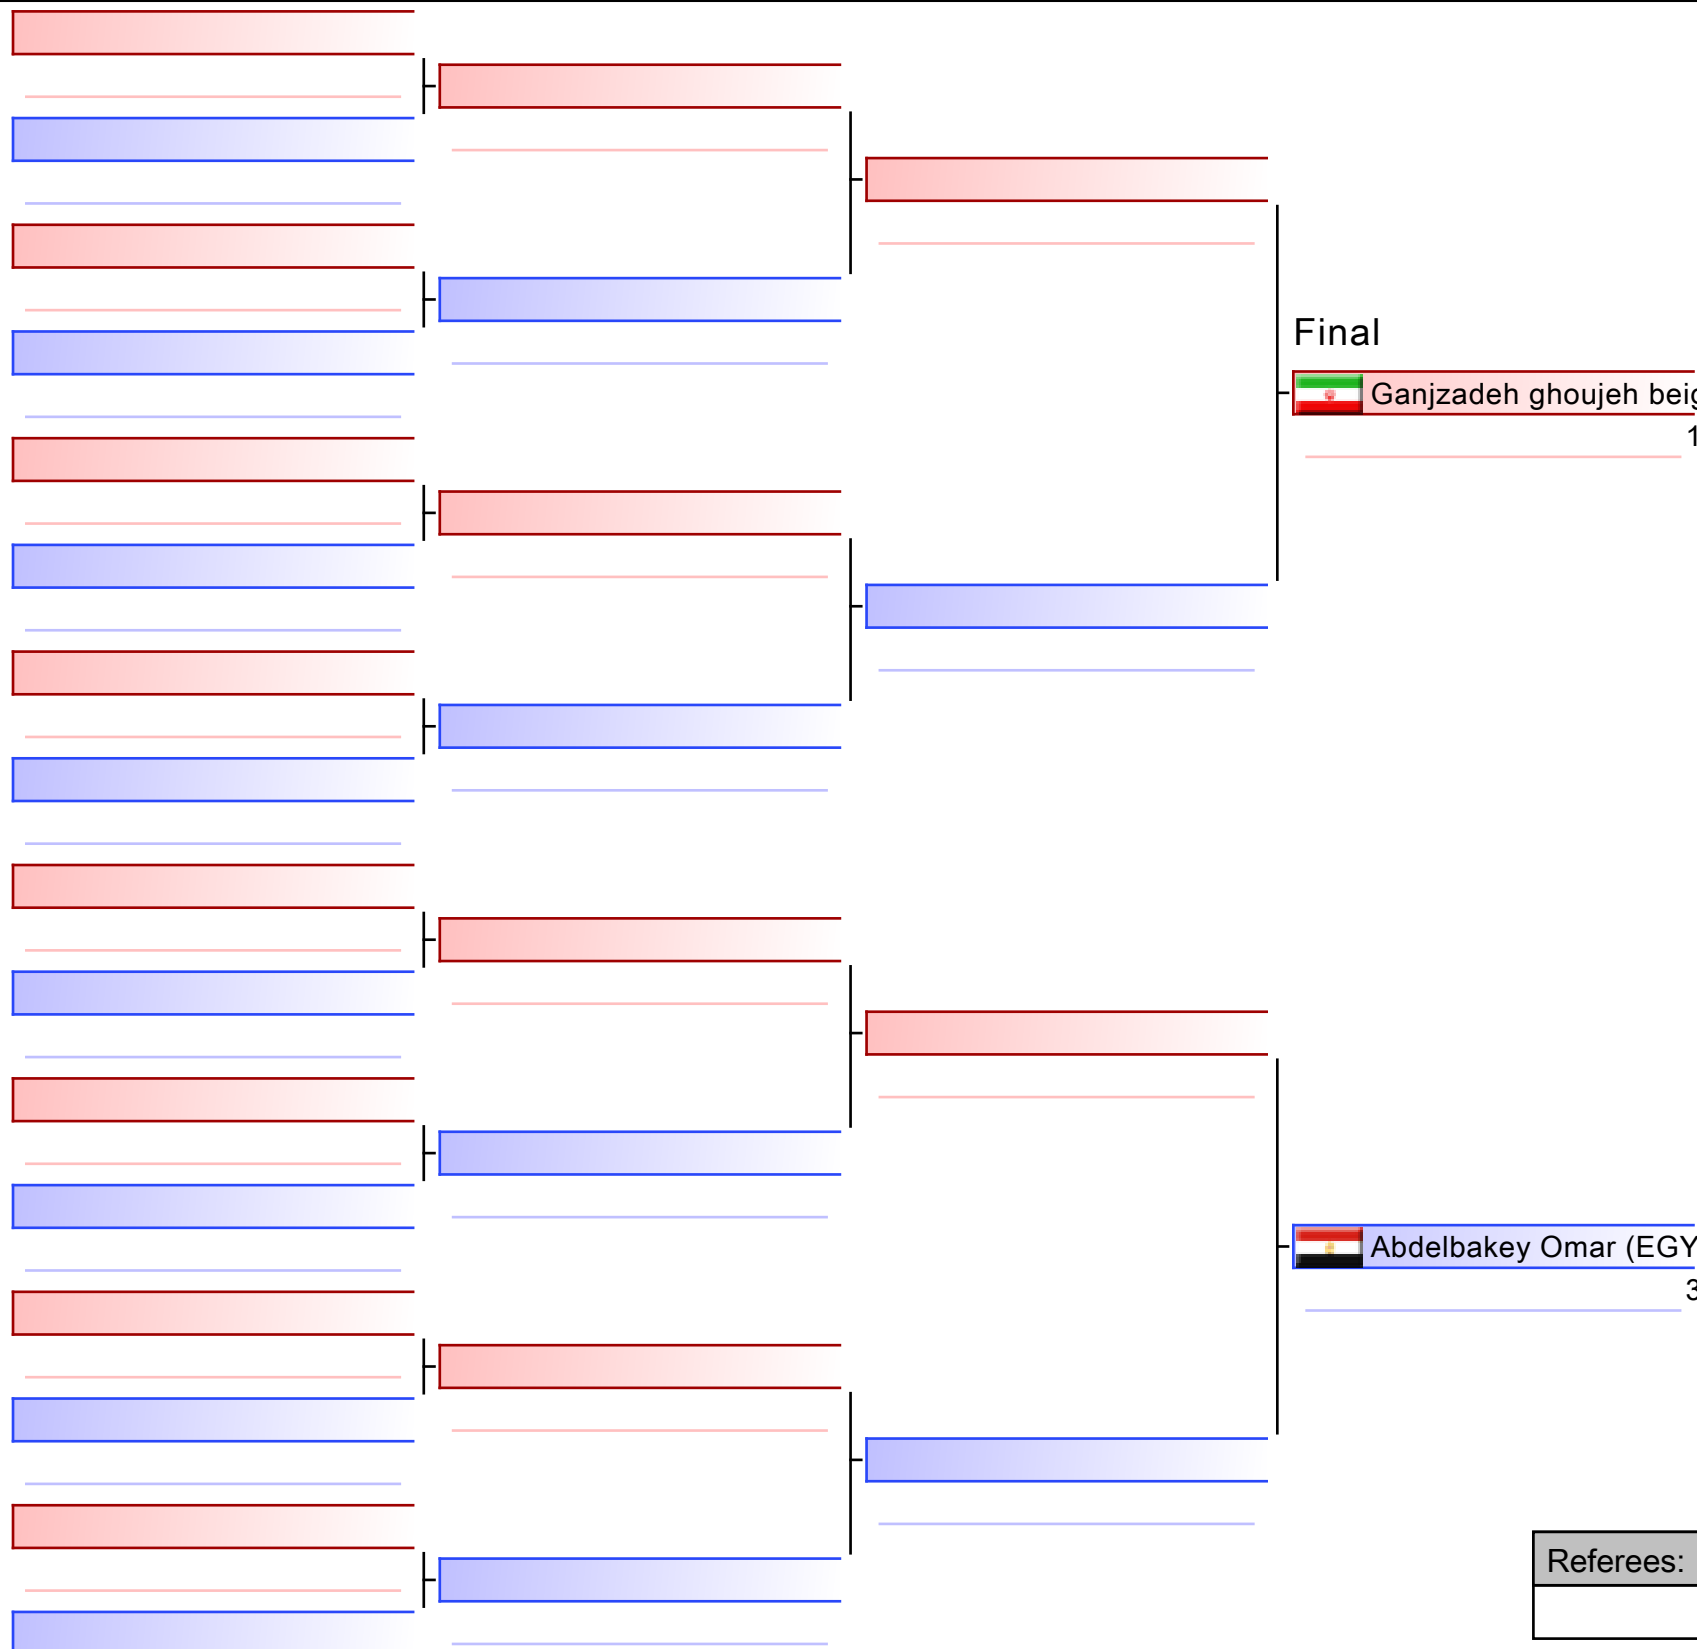 Final
Ganjzadeh ghoujeh beig
1
Abdelbakey Omar (EGY
3
Referees: